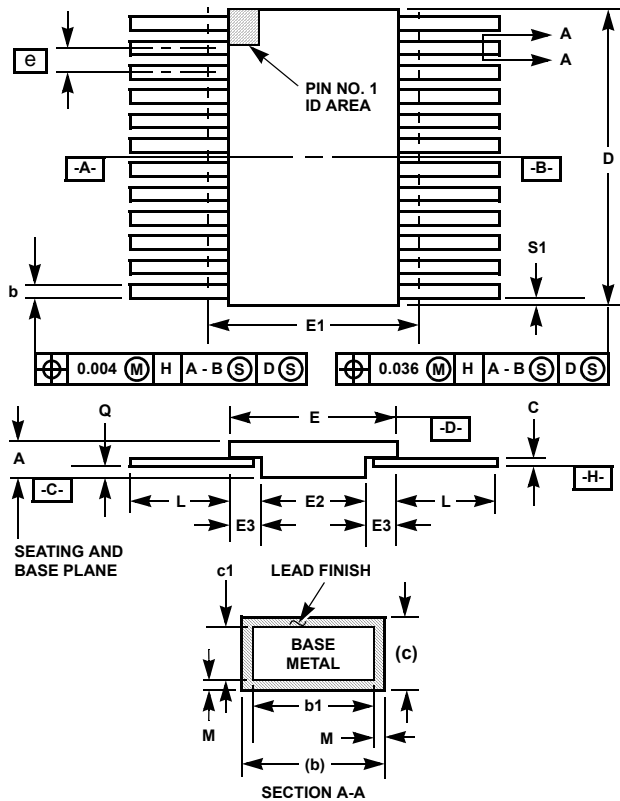 A
e
A
PIN NO. 1
ID AREA
-A-
-B-
D
S1
b
E1
⌖ 0.004 Ⓜ H A - B Ⓢ D Ⓢ
⌖ 0.036 Ⓜ H A - B Ⓢ D Ⓢ
Q
E
C
-D-
A
-C-
-H-
L
E2
L
E3
E3
SEATING AND
BASE PLANE
c1
LEAD FINISH
BASE
METAL
(c)
b1
M
M
(b)
SECTION A-A